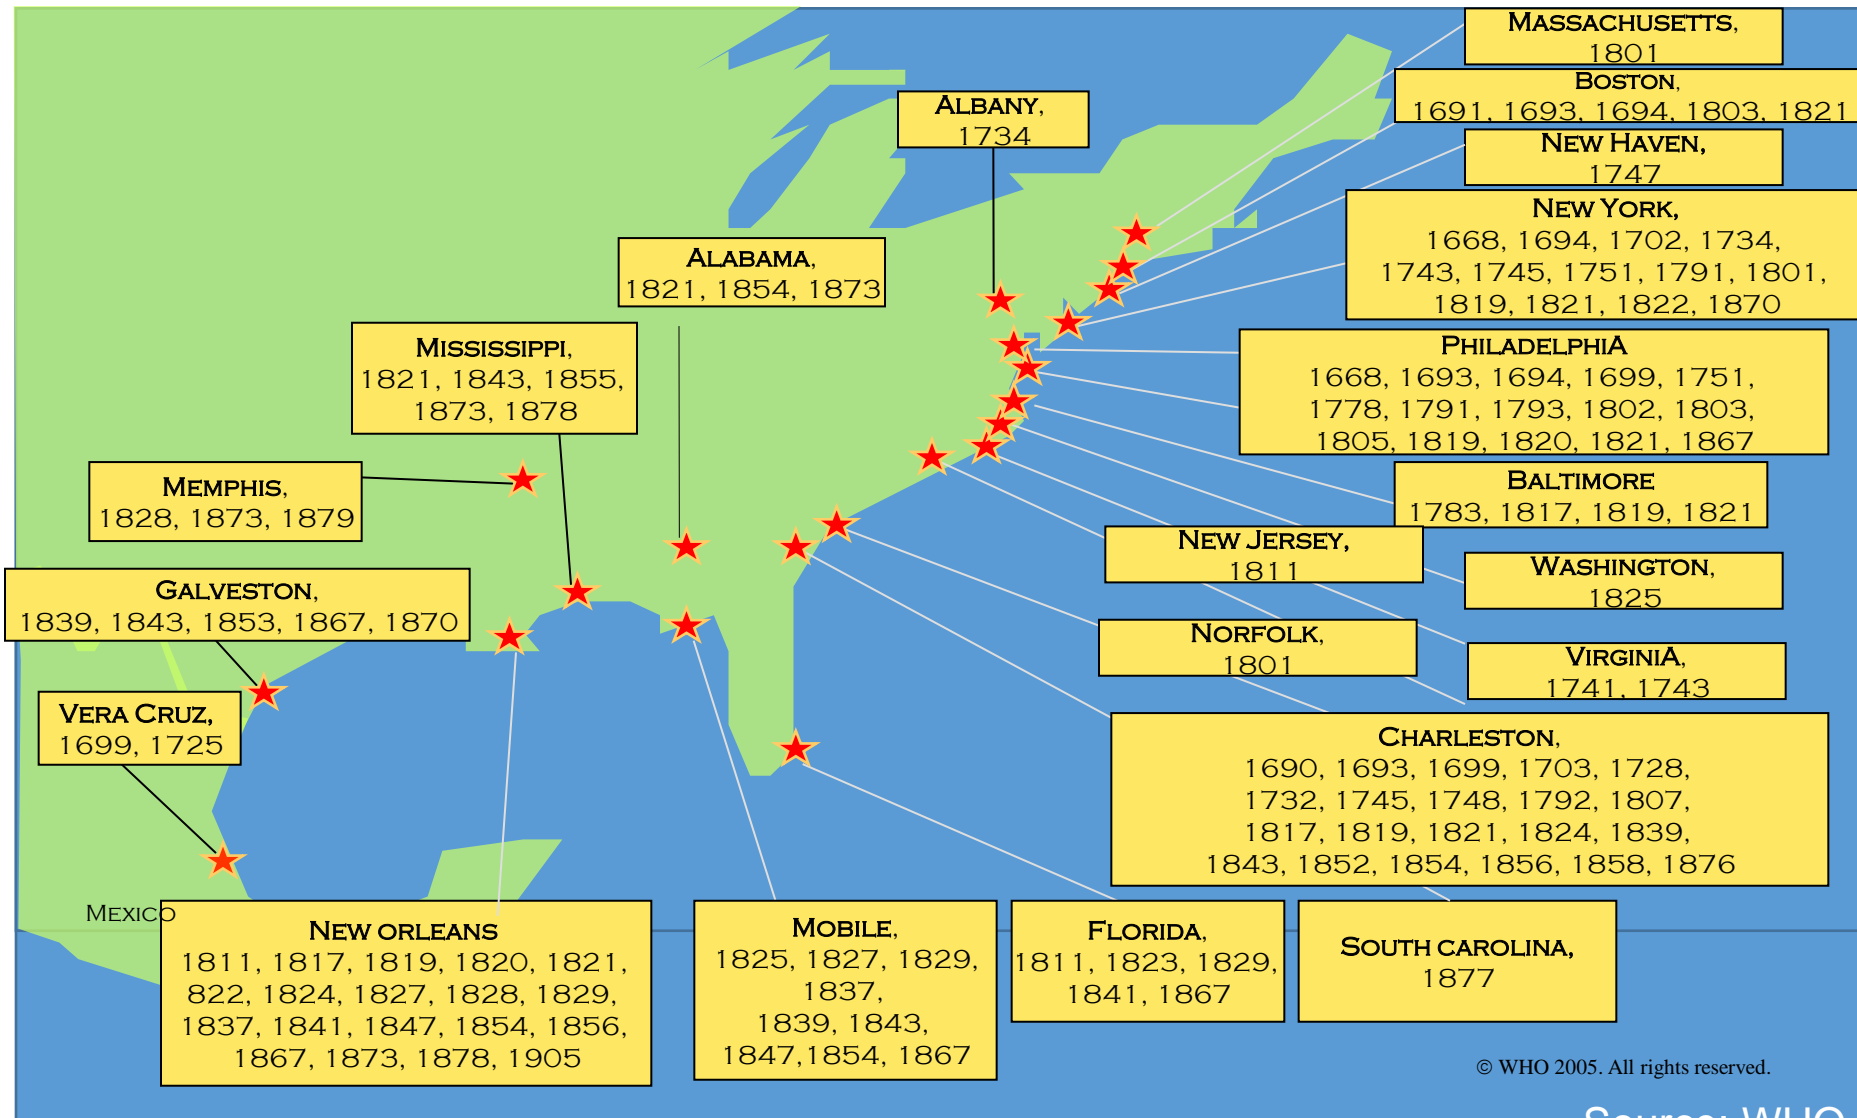 MASSACHUSETTS,
1801
BOSTON,
1691, 1693, 1694, 1803, 1821
NEW HAVEN,
1747
ALBANY,
1734
NEW YORK,
1668, 1694, 1702, 1734,
1743, 1745, 1751, 1791, 1801,
1819, 1821, 1822, 1870
ALABAMA,
1821, 1854, 1873
MISSISSIPPI,
1821, 1843, 1855,
1873, 1878
PHILADELPHIA
1668, 1693, 1694, 1699, 1751,
1778, 1791, 1793, 1802, 1803,
1805, 1819, 1820, 1821, 1867
MEMPHIS,
1828, 1873, 1879
BALTIMORE
1783, 1817, 1819, 1821
NEW JERSEY,
1811
WASHINGTON,
1825
GALVESTON,
1839, 1843, 1853, 1867, 1870
NORFOLK,
1801
VIRGINIA,
1741, 1743
VERA CRUZ,
1699, 1725
CHARLESTON,
1690, 1693, 1699, 1703, 1728,
1732, 1745, 1748, 1792, 1807,
1817, 1819, 1821, 1824, 1839,
1843, 1852, 1854, 1856, 1858, 1876
MEXICO
NEW ORLEANS
1811, 1817, 1819, 1820, 1821,
822, 1824, 1827, 1828, 1829,
1837, 1841, 1847, 1854, 1856,
1867, 1873, 1878, 1905
MOBILE,
1825, 1827, 1829,
1837,
1839, 1843,
1847,1854, 1867
FLORIDA,
1811, 1823, 1829,
1841, 1867
SOUTH CAROLINA,
1877
© WHO 2005. All rights reserved.
Source: WHO